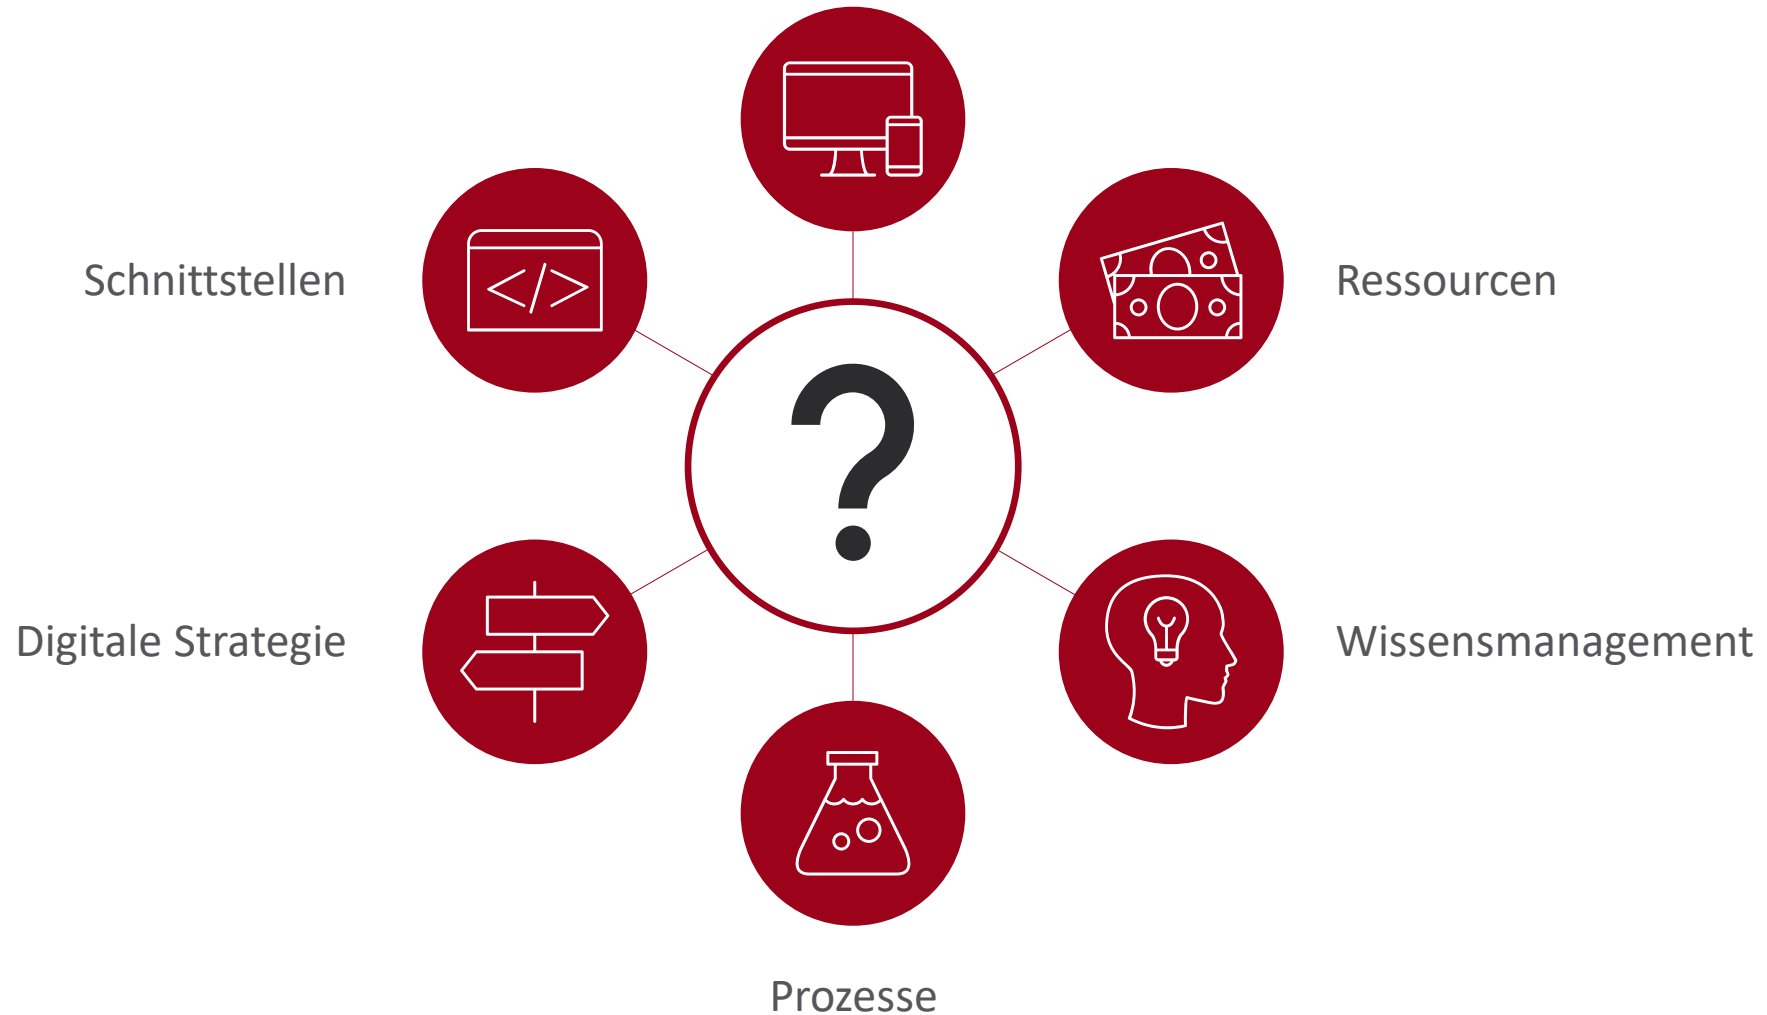 Schnittstellen
Ressourcen
</>
?
Digitale Strategie
Wissensmanagement
Prozesse